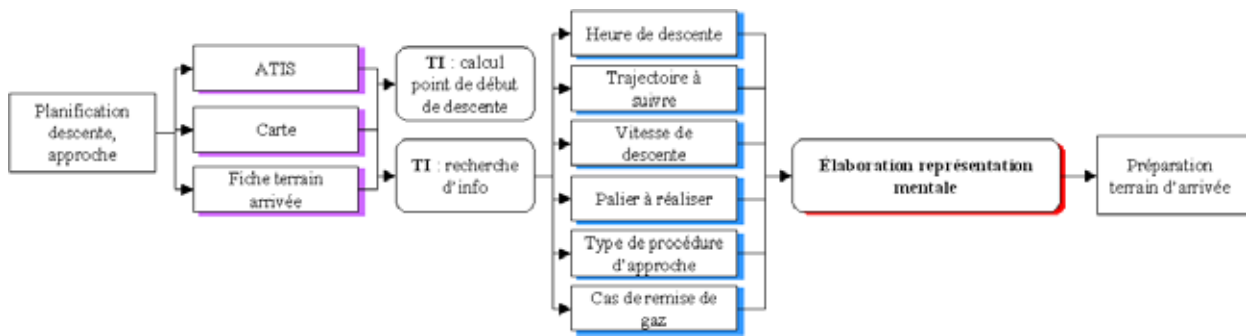 Planification
descente,
approche
ATIS
Carte
Fiche terrain
arrivée
TI : calcul
point de début
de descente
TI : recherche
d'info
Heure de descente
Trajectoire à
suivre
Vitesse de
descente
Palier à réaliser
Type de procédure
d'approche
Cas de remise de
gaz
Élaboration représentation
mentale
Préparation
terrain d'arrivée